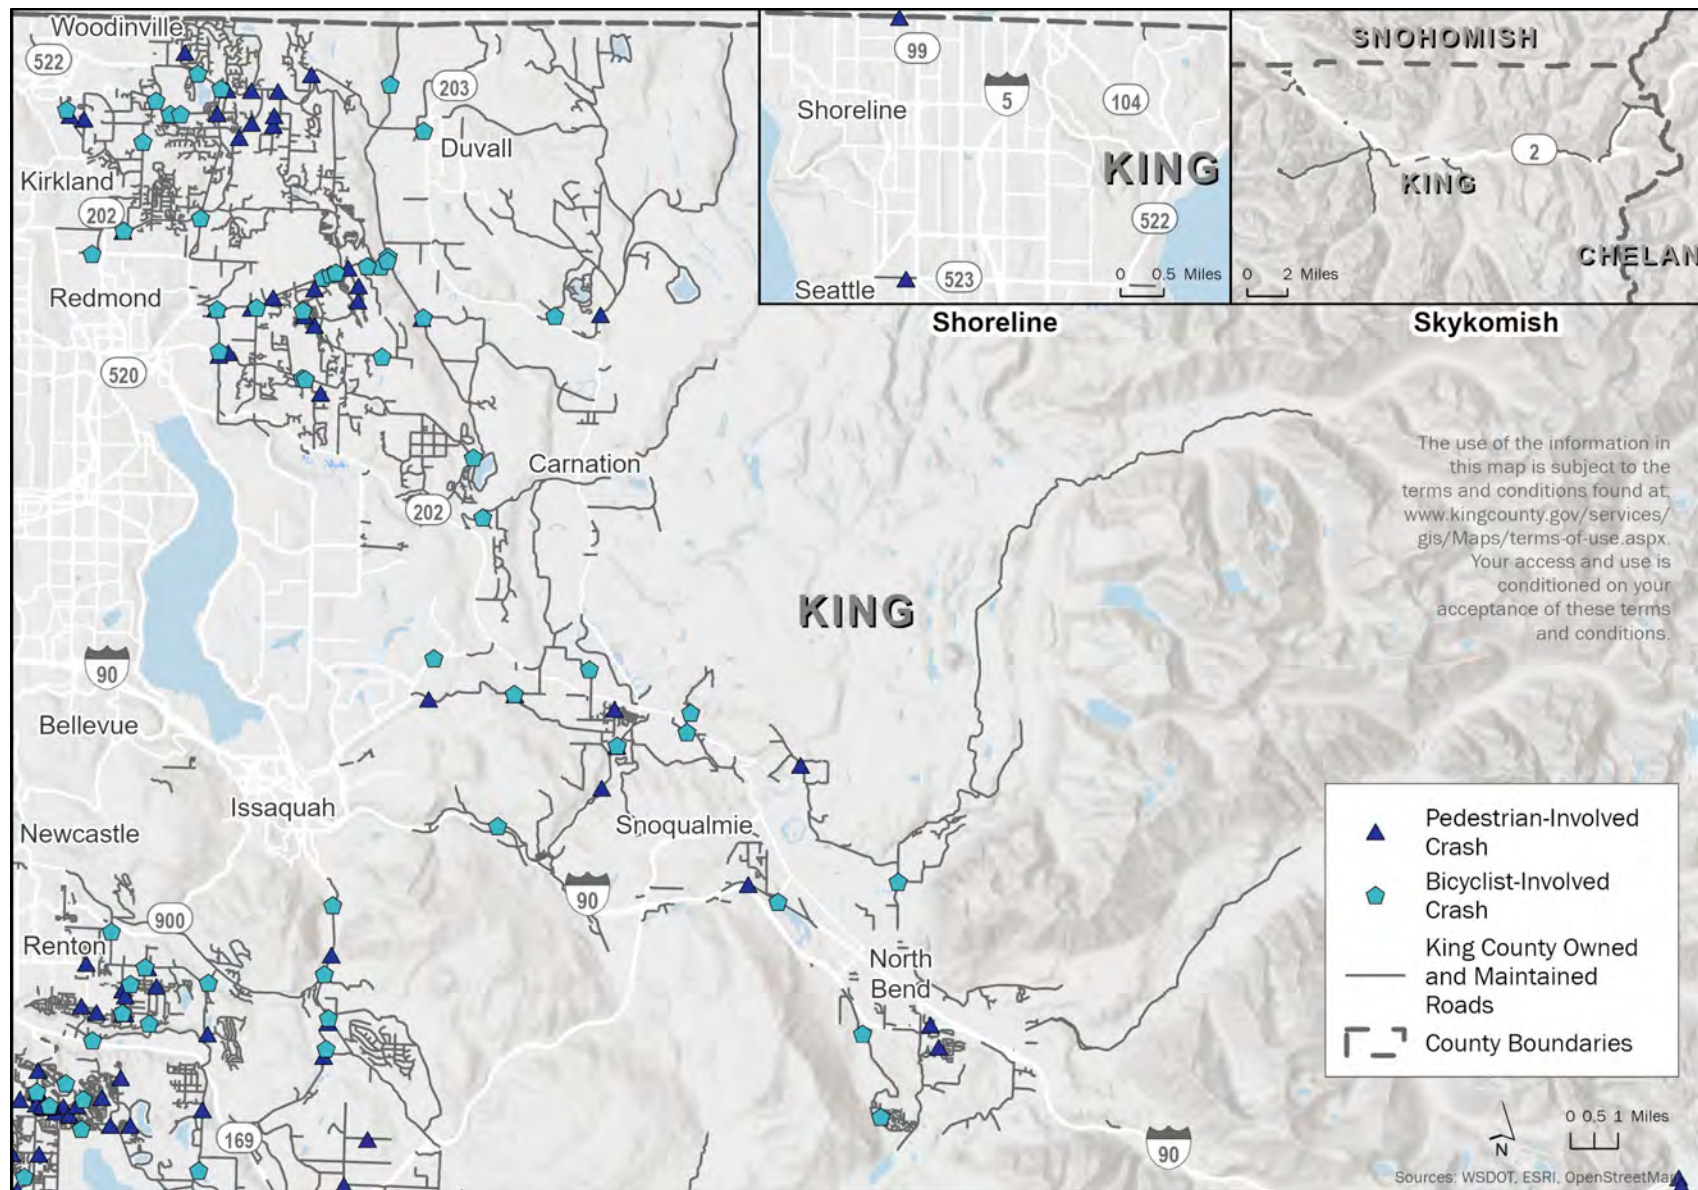 Woodinville
522
203
Duvall
Kirkland
202
Redmond
520
Carnation
202
KING
90
Bellevue
Issaquah
Newcastle
Snoqualmie
90
900
Renton
North
Bend
169
90
99
5
104
Shoreline
KING
522
0 0.5 Miles
Seattle
523
Shoreline
SNOHOMISH
2
KING
CHELAN
0 2 Miles
Skykomish
The use of the information in
this map is subject to the
terms and conditions found at:
www.kingcounty.gov/services/
gis/Maps/terms-of-use.aspx.
Your access and use is
conditioned on your
acceptance of these terms
and conditions.
Pedestrian-Involved
Crash
Bicyclist-Involved
Crash
King County Owned
and Maintained
Roads
County Boundaries
N
0 0.5 1 Miles
Sources: WSDOT, ESRI, OpenStreetMap